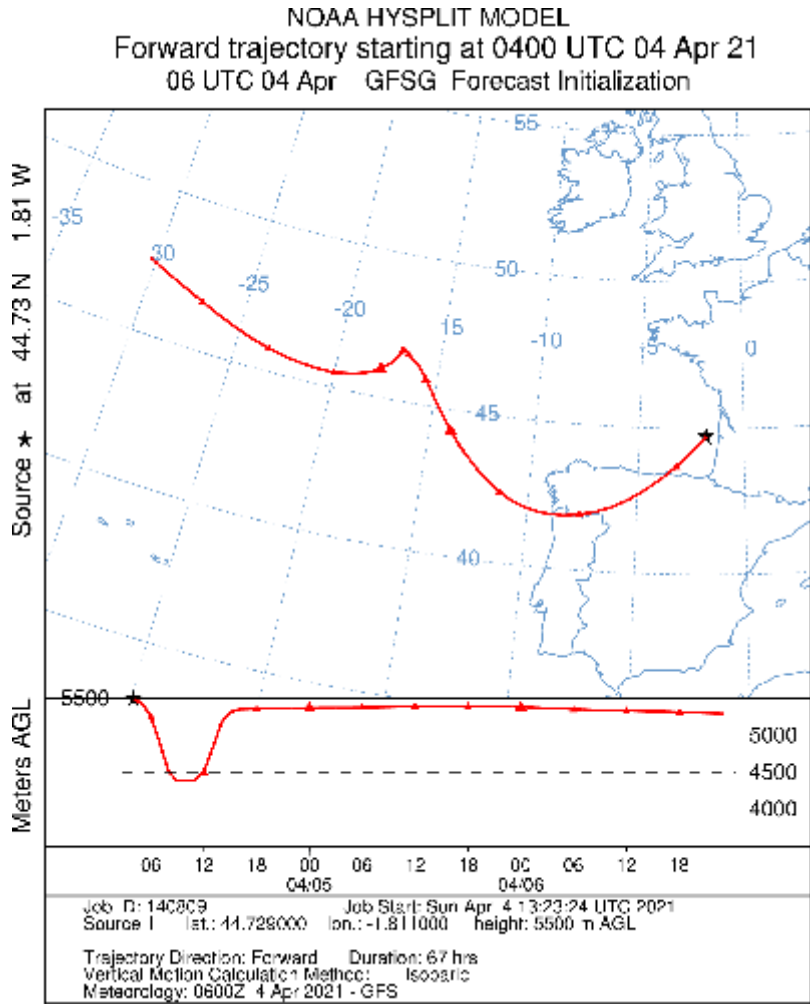 NOAA HYSPLIT MODEL
Forward trajectory starting at 0400 UTC 04 Apr 21
06 UTC 04 Apr GFSG Forecast Initialization
Source ★ at 44.73 N 1.81 W
55
-35
30
-25
50
-20
15
-10
-5
0
45
40
Meters AGL
5500
5000
4500
4000
06 12 18 00 06 12 18 00 06 12 18
04/05 04/06
Job ID: 140809 Job Start: Sun Apr 4 13:23:24 UTC 2021
Source 1 lat.: 44.729000 lon.: -1.811000 height: 5500 m AGL
Trajectory Direction: Forward Duration: 67 hrs
Vertical Motion Calculation Method: Isobaric
Meteorology: 0600Z 4 Apr 2021 - GFS